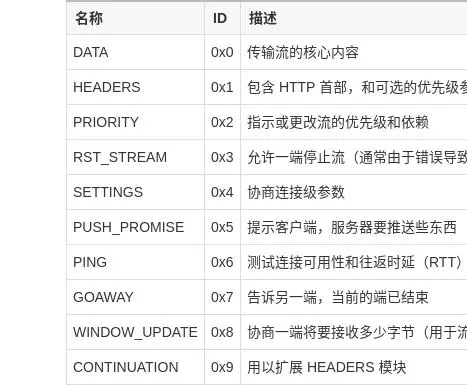 名称 ID 描述
DATA 0x0 传输流的核心内容
HEADERS 0x1 包含 HTTP 首部，和可选的优先级参
PRIORITY 0x2 指示或更改流的优先级和依赖
RST_STREAM 0x3 允许一端停止流（通常由于错误导致
SETTINGS 0x4 协商连接级参数
PUSH_PROMISE 0x5 提示客户端，服务器要推送些东西
PING 0x6 测试连接可用性和往返时延（RTT）
GOAWAY 0x7 告诉另一端，当前的端已结束
WINDOW_UPDATE 0x8 协商一端将要接收多少字节（用于流
CONTINUATION 0x9 用以扩展 HEADERS 模块